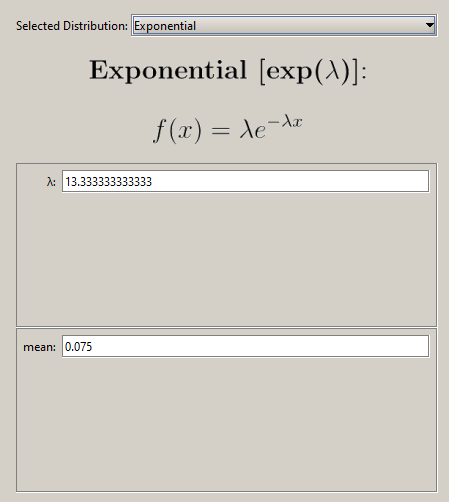 Selected Distribution: Exponential
Exponential [exp(λ)]:
f(x) = λe^{−λx}
λ: 13.333333333333
mean: 0.075